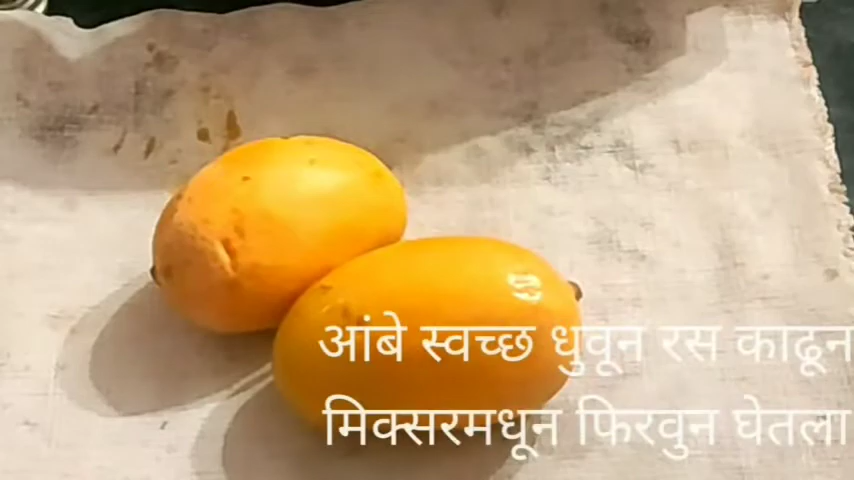 आंबे स्वच्छ धुवून रस काढून
मिक्सरमधून फिरवुन घेतला